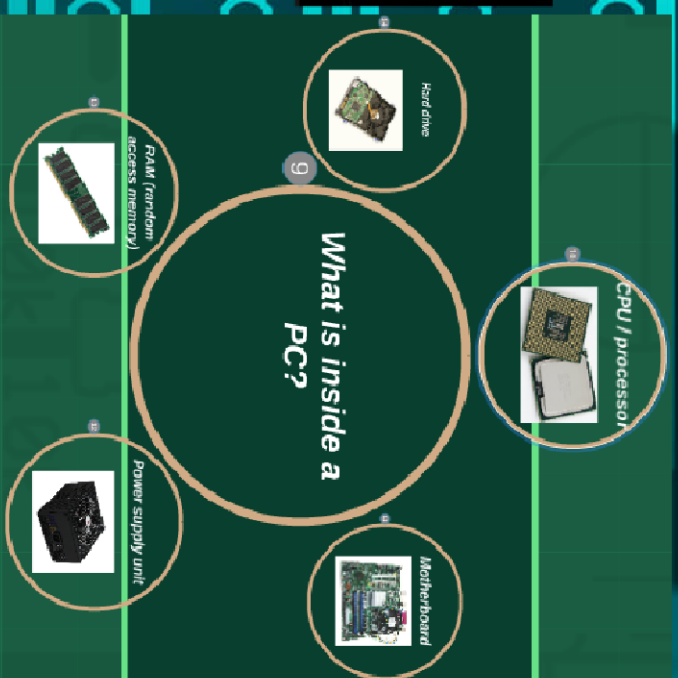 What is inside a
PC?
9
CPU / processor
Hard drive
Motherboard
RAM (random
access memory)
Power supply unit